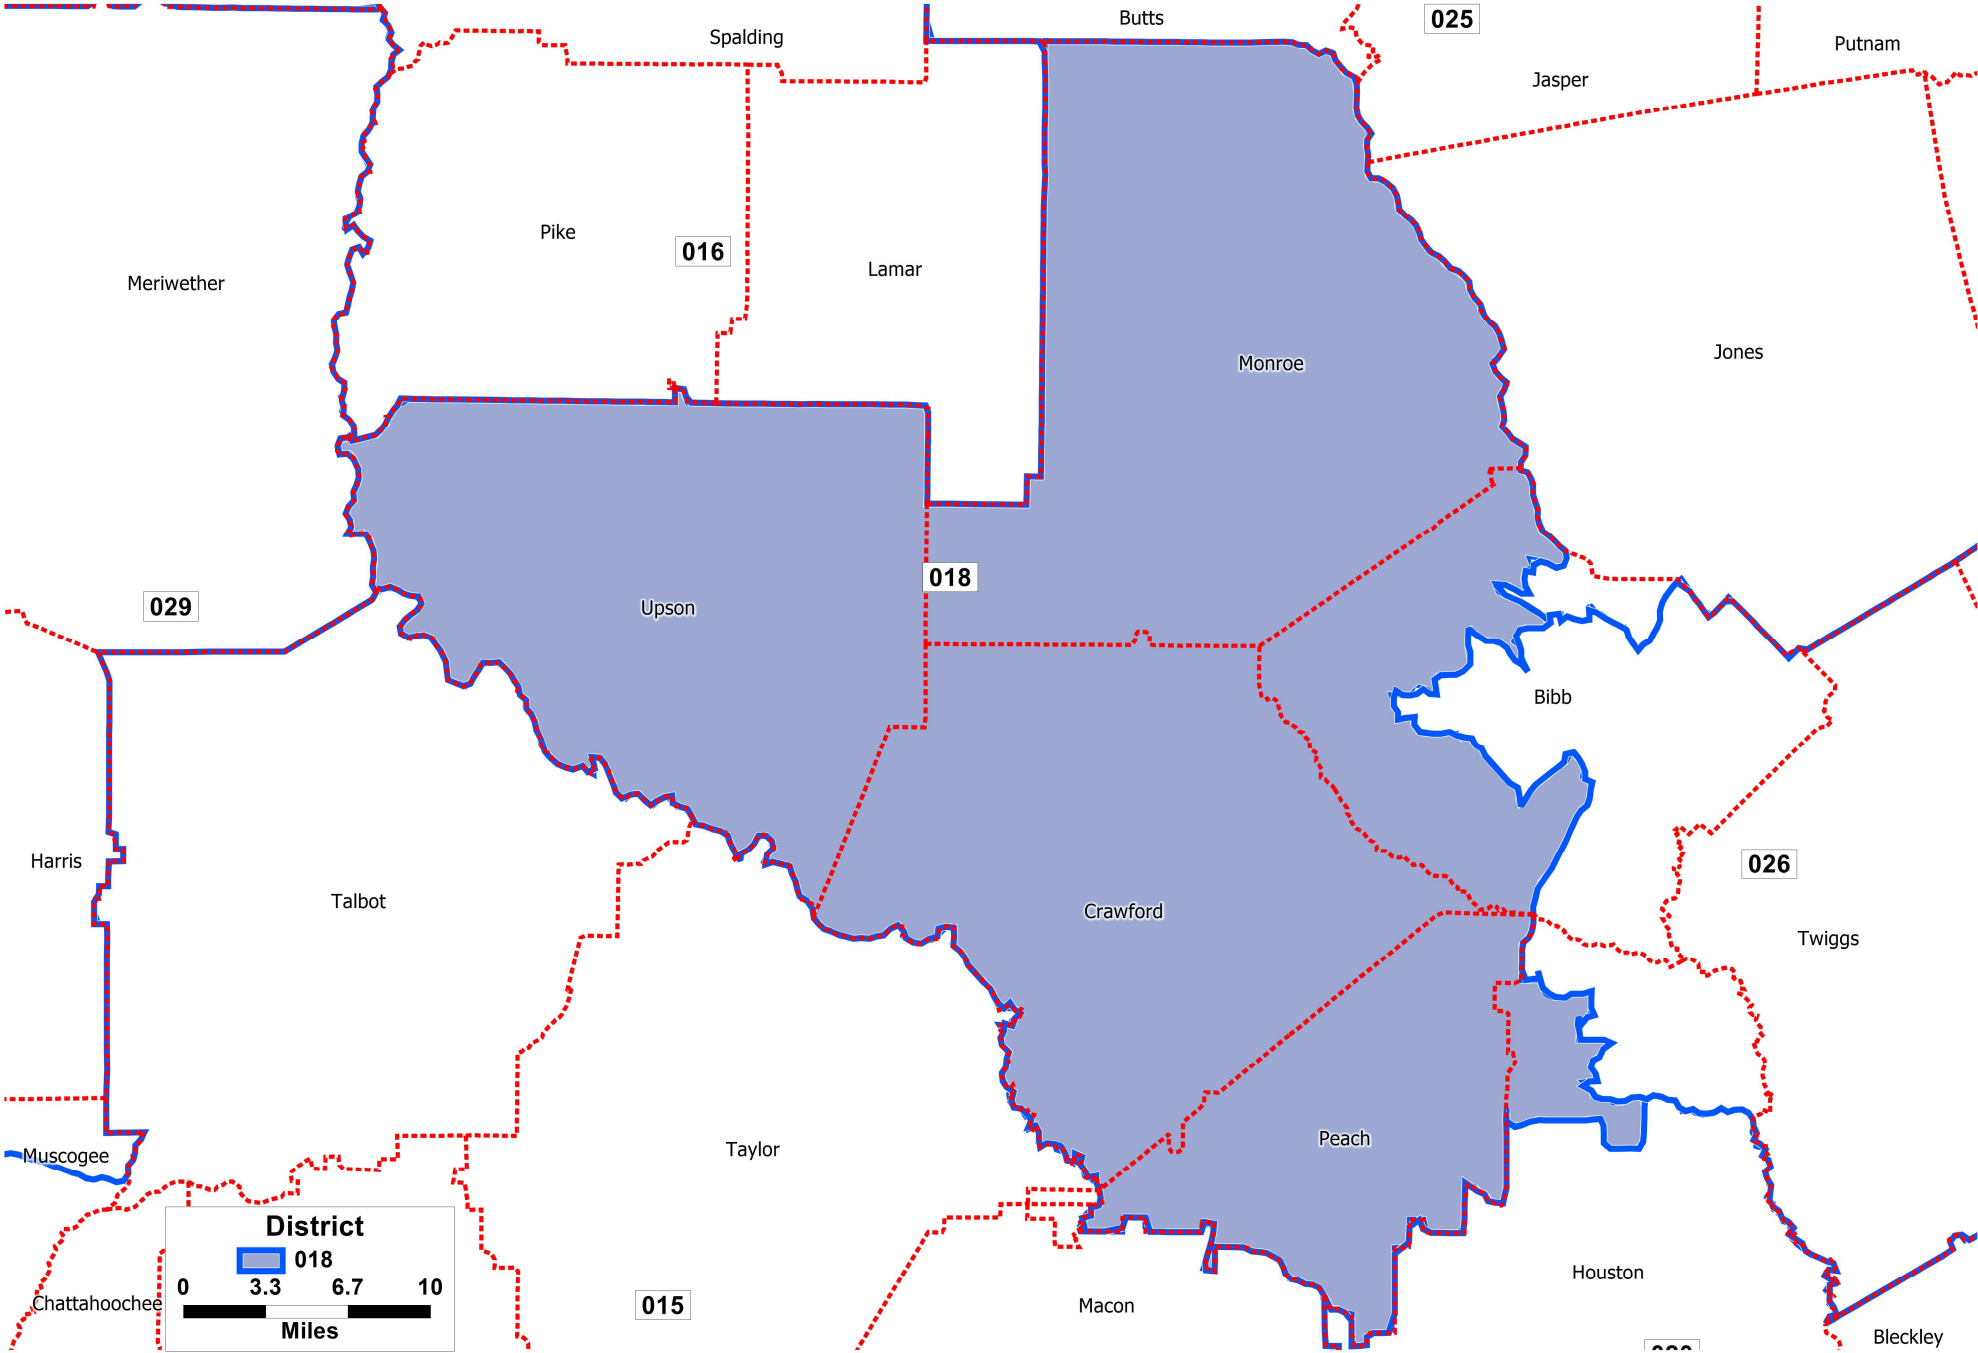 Butts
025
Spalding
Putnam
Jasper
Pike
016
Lamar
Meriwether
Jones
Monroe
018
029
Upson
Bibb
Harris
026
Talbot
Crawford
Twiggs
Peach
Taylor
Muscogee
District
018
0 3.3 6.7 10
Miles
Chattahoochee
015
Macon
Houston
Bleckley